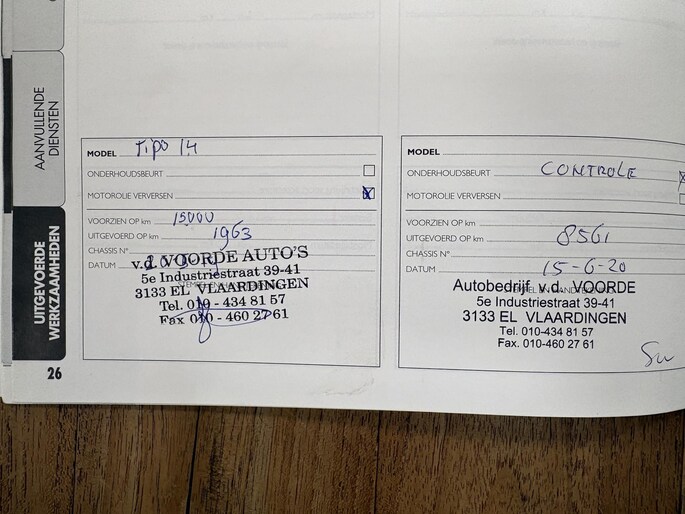 AANVULLENDE
DIENSTEN
UITGEVOERDE
WERKZAAMHEDEN
26
MODEL Tipo 1.4
ONDERHOUDSBEURT
MOTOROLIE VERVERSEN X
VOORZIEN OP km 15000
UITGEVOERD OP km 1963
CHASSIS N°
DATUM
v.d. VOORDE AUTO'S
5e Industriestraat 39-41
3133 EL VLAARDINGEN
Tel. 010 - 434 81 57
Fax 010 - 460 27 61
MODEL
ONDERHOUDSBEURT CONTROLE X
MOTOROLIE VERVERSEN
VOORZIEN OP km
UITGEVOERD OP km 8561
CHASSIS N°
DATUM 15-6-20
Autobedrijf v.d. VOORDE
5e Industriestraat 39-41
3133 EL VLAARDINGEN
Tel. 010-434 81 57
Fax. 010-460 27 61